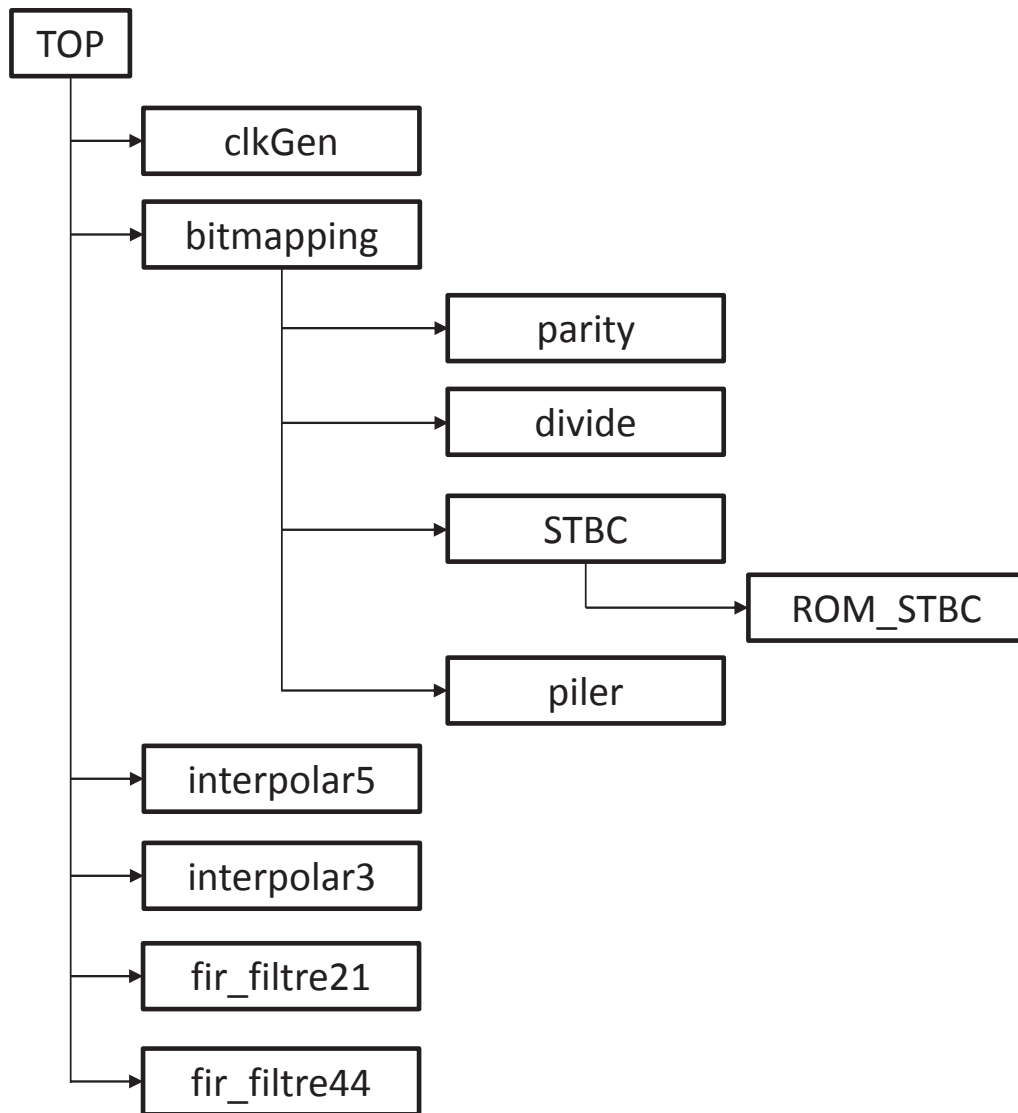 TOP
clkGen
bitmapping
parity
divide
STBC
ROM_STBC
piler
interpolar5
interpolar3
fir_filtre21
fir_filtre44